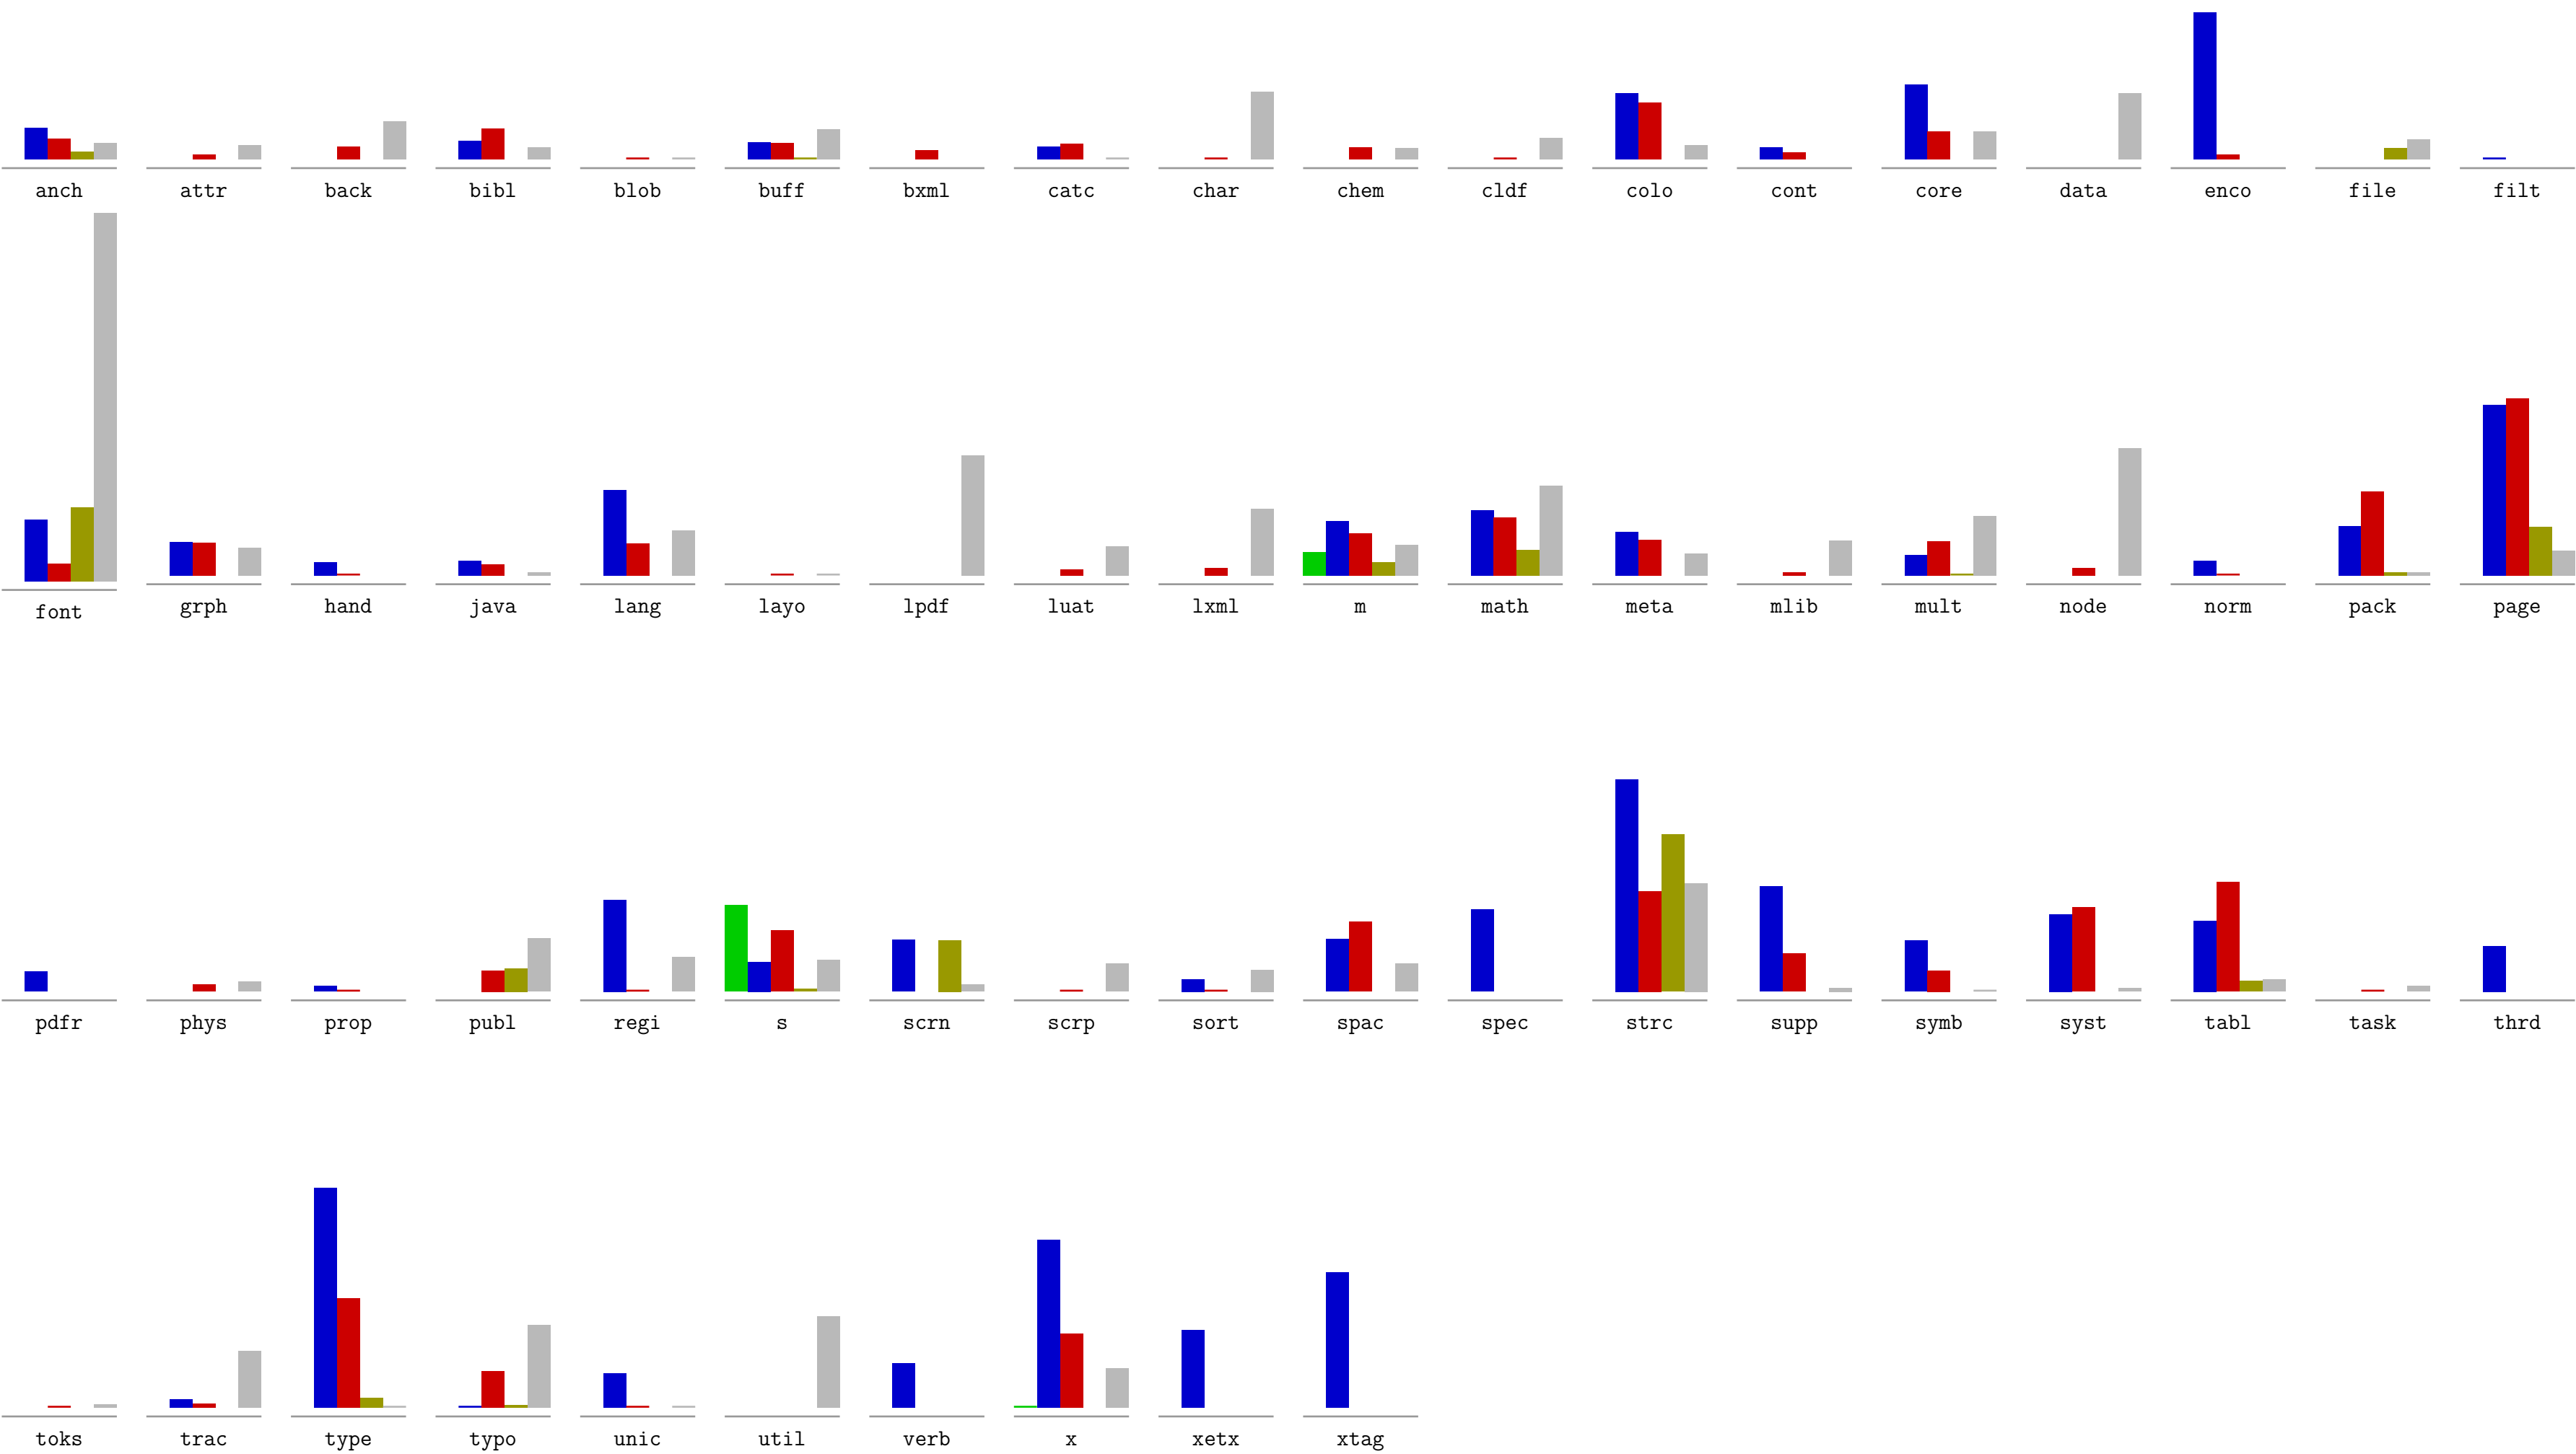 anch attr back bibl blob buff bxml catc char chem cldf colo cont core data enco file filt
font grph hand java lang layo lpdf luat lxml m math meta mlib mult node norm pack page
pdfr phys prop publ regi s scrn scrp sort spac spec strc supp symb syst tabl task thrd
toks trac type typo unic util verb x xetx xtag